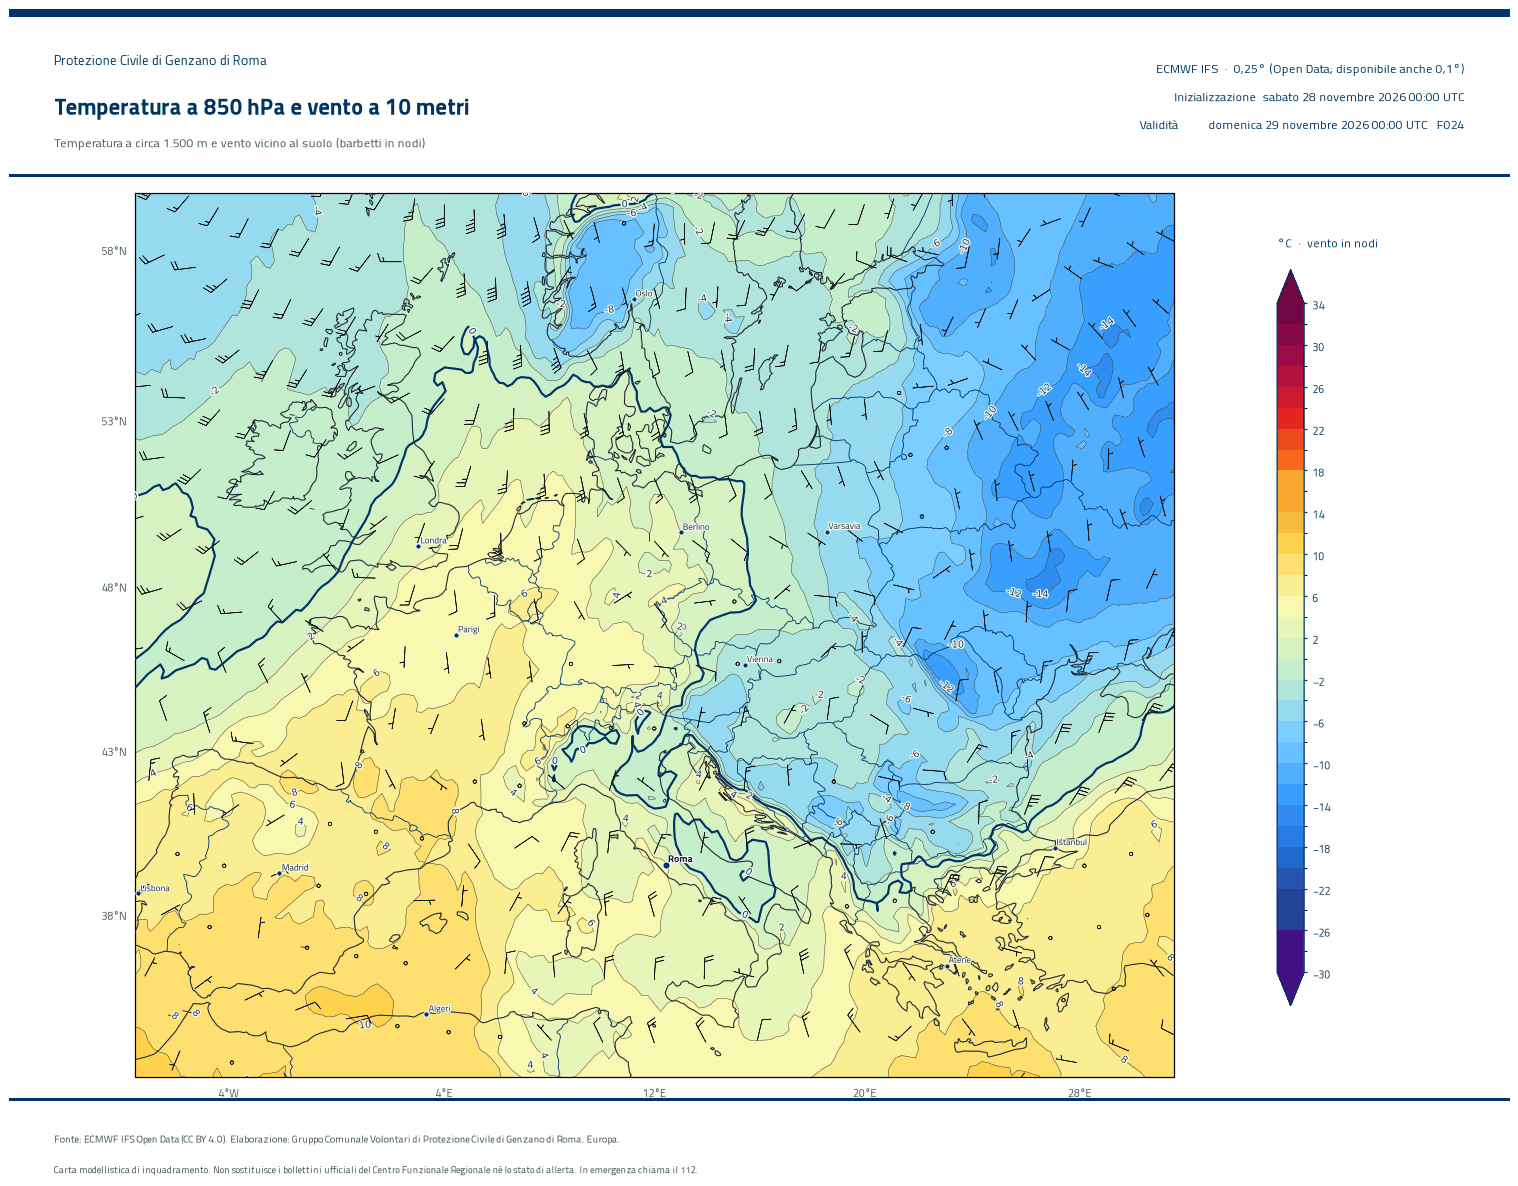 Protezione Civile di Genzano di Roma
Temperatura a 850 hPa e vento a 10 metri
Temperatura a circa 1.500 m e vento vicino al suolo (barbetti in nodi)
ECMWF IFS · 0,25° (Open Data; disponibile anche 0,1°)
Inizializzazione sabato 28 novembre 2026 00:00 UTC
Validità domenica 29 novembre 2026 00:00 UTC F024
°C · vento in nodi
34
30
26
22
18
14
10
6
2
−2
−6
−10
−14
−18
−22
−26
−30
58°N
53°N
48°N
43°N
38°N
4°W
4°E
12°E
20°E
28°E
Oslo
Berlino
Varsavia
Londra
Parigi
Vienna
Roma
Istanbul
Madrid
Lisbona
Atene
Algeri
Fonte: ECMWF IFS Open Data (CC BY 4.0). Elaborazione: Gruppo Comunale Volontari di Protezione Civile di Genzano di Roma. Europa.
Carta modellistica di inquadramento. Non sostituisce i bollettini ufficiali del Centro Funzionale Regionale né lo stato di allerta. In emergenza chiama il 112.